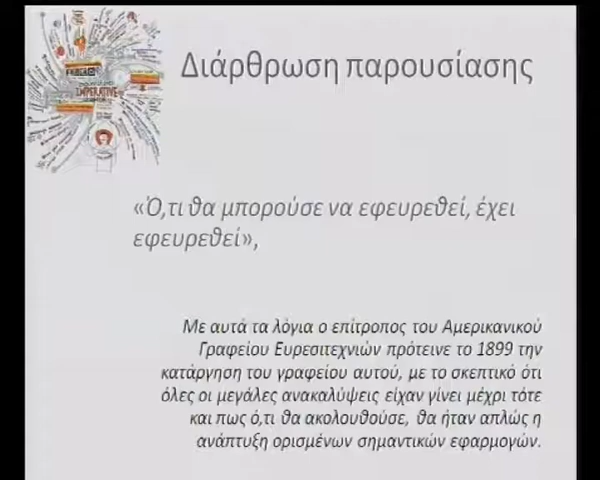 Διάρθρωση παρουσίασης
IMPERATIVE
«Ό,τι θα μπορούσε να εφευρεθεί, έχει
εφευρεθεί»,
Με αυτά τα λόγια ο επίτροπος του Αμερικανικού
Γραφείου Ευρεσιτεχνιών πρότεινε το 1899 την
κατάργηση του γραφείου αυτού, με το σκεπτικό ότι
όλες οι μεγάλες ανακαλύψεις είχαν γίνει μέχρι τότε
και πως ό,τι θα ακολουθούσε, θα ήταν απλώς η
ανάπτυξη ορισμένων σημαντικών εφαρμογών.